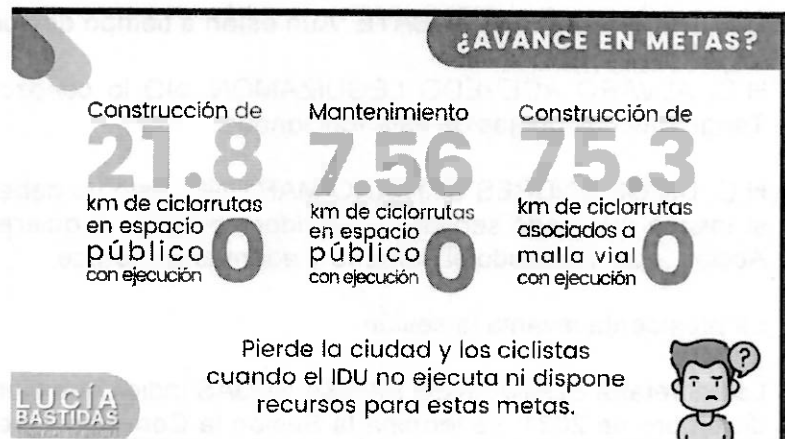 ¿AVANCE EN METAS?
Construcción de
21.8
km de ciclorrutas
en espacio
público 0
con ejecución
Mantenimiento
7.56
km de ciclorrutas
en espacio
público 0
con ejecución
Construcción de
75.3
km de ciclorrutas
asociados a
malla vial 0
con ejecución
Pierde la ciudad y los ciclistas
cuando el IDU no ejecuta ni dispone
recursos para estas metas.
?
LUCÍA
BASTIDAS